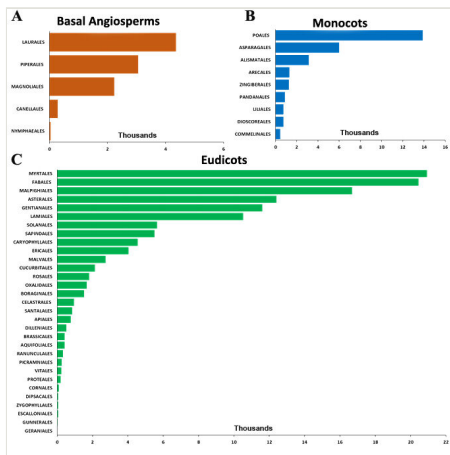 A
Basal Angiosperms
LAURALES
PIPERALES
MAGNOLIALES
CANELLALES
NYMPHAEALES
Thousands
0 2 4 6
B
Monocots
POALES
ASPARAGALES
ALISMATALES
ARECALES
ZINGIBERALES
PANDANALES
LILIALES
DIOSCOREALES
COMMELINALES
Thousands
0 2 4 6 8 10 12 14 16
C
Eudicots
MYRTALES
FABALES
MALPIGHIALES
ASTERALES
GENTIANALES
LAMIALES
SOLANALES
SAPINDALES
CARYOPHYLLALES
ERICALES
MALVALES
CUCURBITALES
ROSALES
OXALIDALES
BORAGINALES
CELASTRALES
SANTALALES
APIALES
DILLENIALES
BRASSICALES
AQUIFOLIALES
RANUNCULALES
PICRAMNIALES
VITALES
PROTEALES
CORNALES
DIPSACALES
ZYGOPHYLLALES
ESCALLONIALES
GUNNERALES
GERANIALES
Thousands
0 2 4 6 8 10 12 14 16 18 20 22